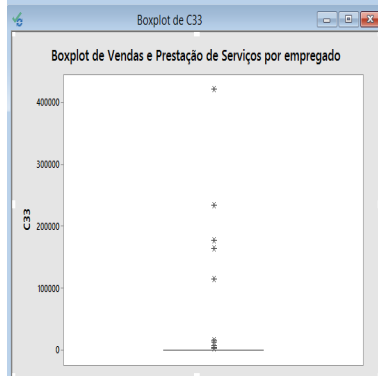 Boxplot de C33
Boxplot de Vendas e Prestação de Serviços por empregado
400000
300000
200000
100000
0
C33